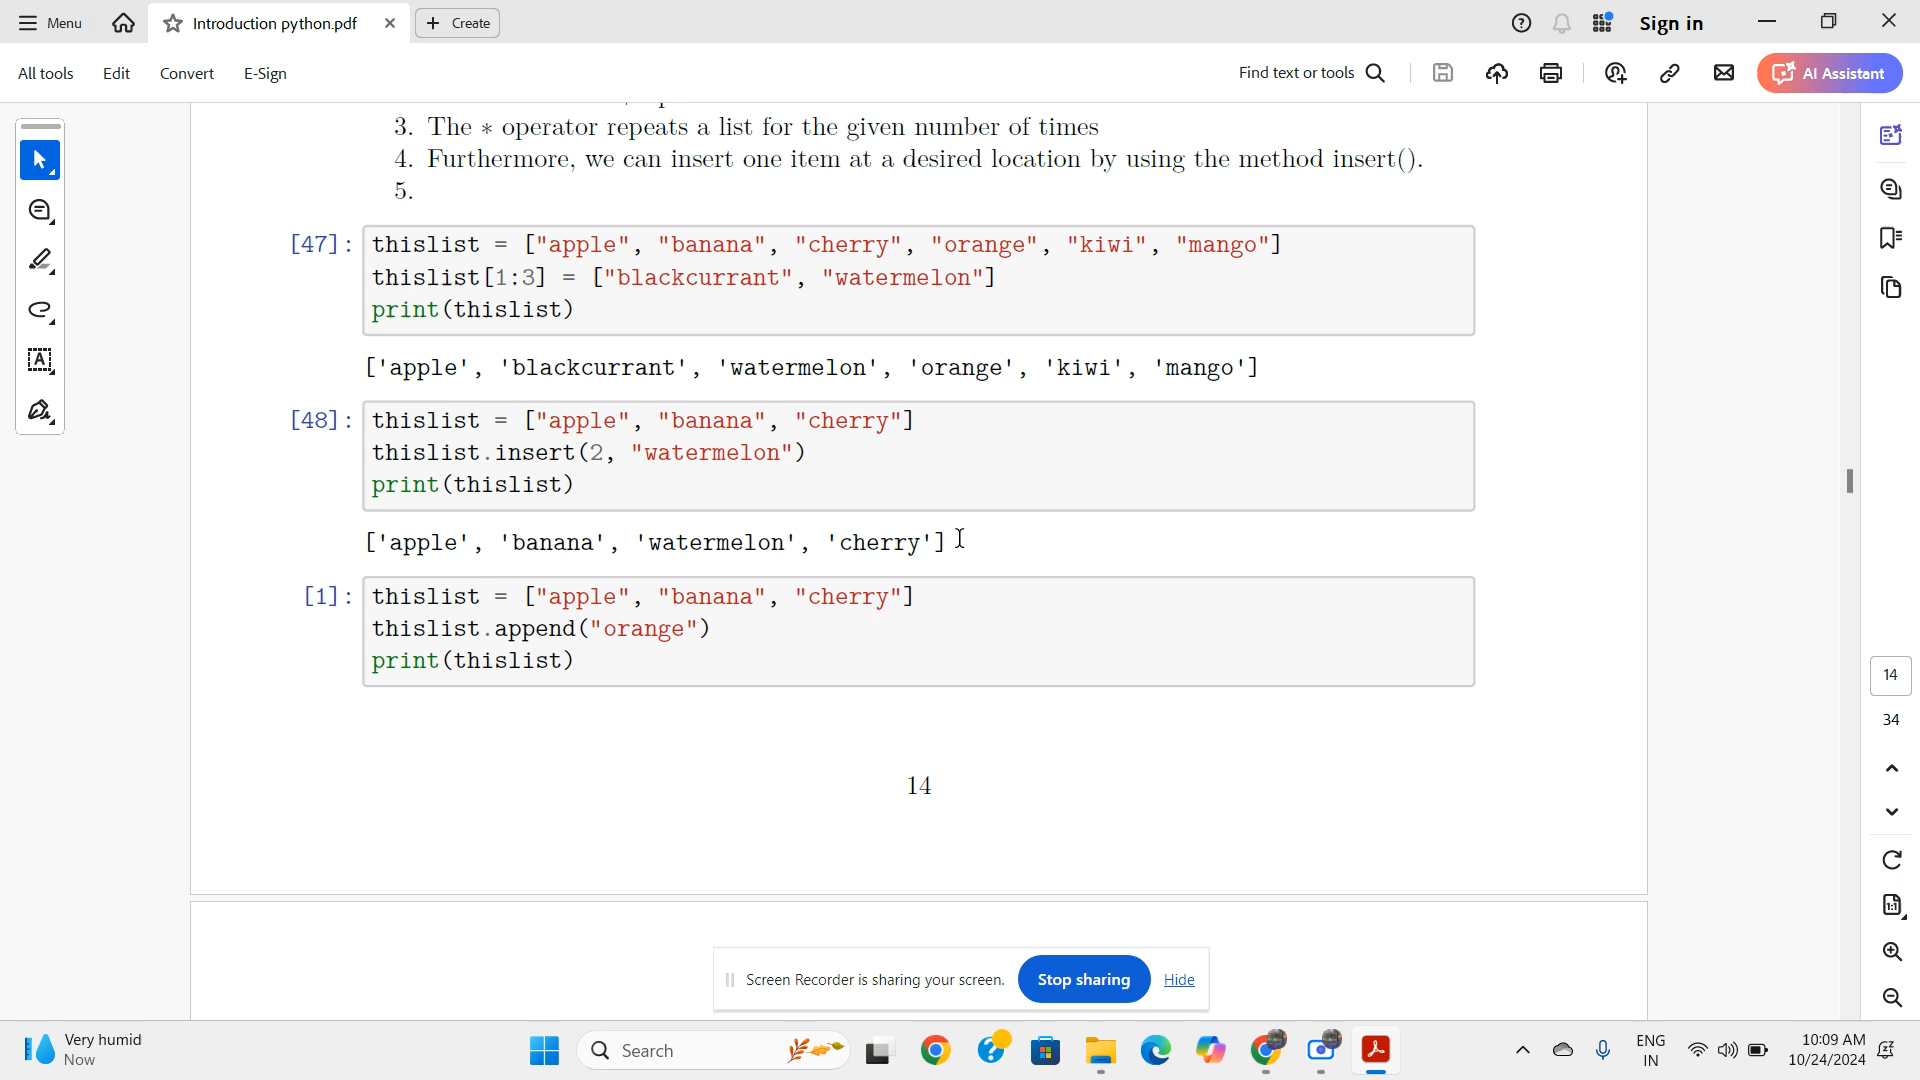 Menu
Introduction python.pdf
Create
Sign in
All tools
Edit
Convert
E-Sign
Find text or tools
AI Assistant
3. The * operator repeats a list for the given number of times
4. Furthermore, we can insert one item at a desired location by using the method insert().
5.
[47]: thislist = ["apple", "banana", "cherry", "orange", "kiwi", "mango"]
thislist[1:3] = ["blackcurrant", "watermelon"]
print(thislist)
['apple', 'blackcurrant', 'watermelon', 'orange', 'kiwi', 'mango']
[48]: thislist = ["apple", "banana", "cherry"]
thislist.insert(2, "watermelon")
print(thislist)
['apple', 'banana', 'watermelon', 'cherry']
[1]: thislist = ["apple", "banana", "cherry"]
thislist.append("orange")
print(thislist)
14
14
34
Screen Recorder is sharing your screen.
Stop sharing
Hide
Very humid
Now
Search
ENG
IN
10:09 AM
10/24/2024